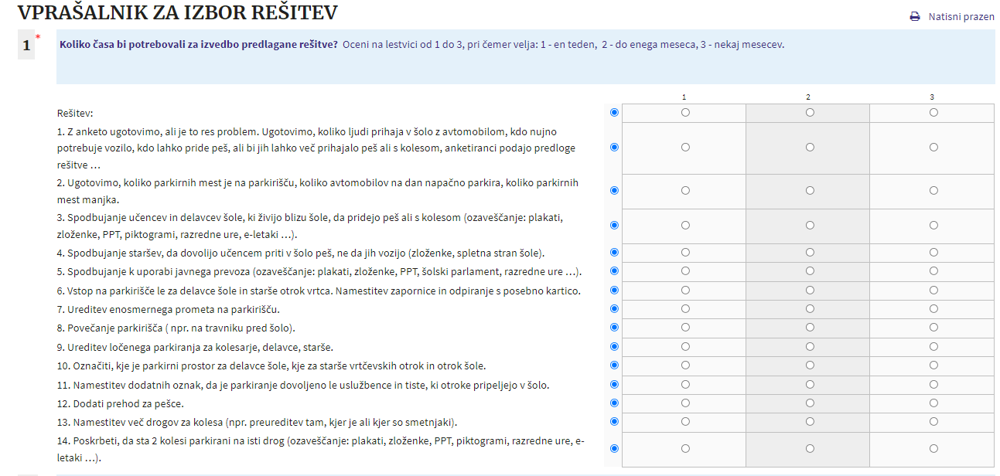 VPRAŠALNIK ZA IZBOR REŠITEV
Natisni prazen
1 *
Koliko časa bi potrebovali za izvedbo predlagane rešitve? Oceni na lestvici od 1 do 3, pri čemer velja: 1 - en teden, 2 - do enega meseca, 3 - nekaj mesecev.
1 2 3
Rešitev:
1. Z anketo ugotovimo, ali je to res problem. Ugotovimo, koliko ljudi prihaja v šolo z avtomobilom, kdo nujno
potrebuje vozilo, kdo lahko pride peš, ali bi jih lahko več prihajalo peš ali s kolesom, anketiranci podajo predloge
rešitve …
2. Ugotovimo, koliko parkirnih mest je na parkirišču, koliko avtomobilov na dan napačno parkira, koliko parkirnih
mest manjka.
3. Spodbujanje učencev in delavcev šole, ki živijo blizu šole, da pridejo peš ali s kolesom (ozaveščanje: plakati,
zloženke, PPT, piktogrami, razredne ure, e-letaki …).
4. Spodbujanje staršev, da dovolijo učencem priti v šolo peš, ne da jih vozijo (zloženke, spletna stran šole).
5. Spodbujanje k uporabi javnega prevoza (ozaveščanje: plakati, zloženke, PPT, šolski parlament, razredne ure …).
6. Vstop na parkirišče le za delavce šole in starše otrok vrtca. Namestitev zapornice in odpiranje s posebno kartico.
7. Ureditev enosmernega prometa na parkirišču.
8. Povečanje parkirišča ( npr. na travniku pred šolo).
9. Ureditev ločenega parkiranja za kolesarje, delavce, starše.
10. Označiti, kje je parkirni prostor za delavce šole, kje za starše vrtčevskih otrok in otrok šole.
11. Namestitev dodatnih oznak, da je parkiranje dovoljeno le uslužbence in tiste, ki otroke pripeljejo v šolo.
12. Dodati prehod za pešce.
13. Namestitev več drogov za kolesa (npr. preureditev tam, kjer je ali kjer so smetnjaki).
14. Poskrbeti, da sta 2 kolesi parkirani na isti drog (ozaveščanje: plakati, zloženke, PPT, piktogrami, razredne ure, e-
letaki …).